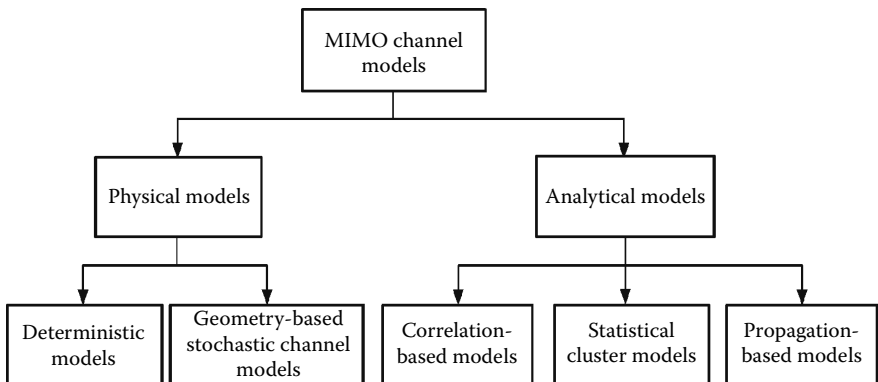 MIMO channel
models
Physical models
Analytical models
Deterministic
models
Geometry-based
stochastic channel
models
Correlation-
based models
Statistical
cluster models
Propagation-
based models